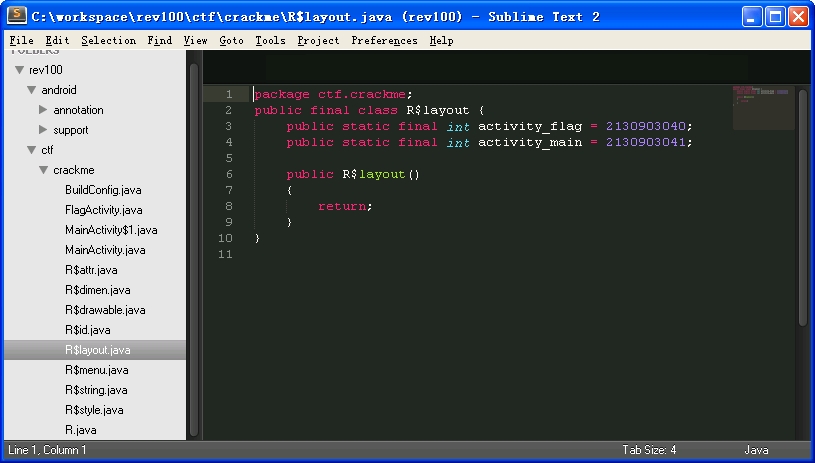 C:\workspace\rev100\ctf\crackme\R$layout.java (rev100) - Sublime Text 2
File Edit Selection Find View Goto Tools Project Preferences Help
FOLDERS
rev100
android
annotation
support
ctf
crackme
BuildConfig.java
FlagActivity.java
MainActivity$1.java
MainActivity.java
R$attr.java
R$dimen.java
R$drawable.java
R$id.java
R$layout.java
R$menu.java
R$string.java
R$style.java
R.java
1 package ctf.crackme;
2 public final class R$layout {
3 public static final int activity_flag = 2130903040;
4 public static final int activity_main = 2130903041;
5
6 public R$layout()
7 {
8 return;
9 }
10 }
11
Line 1, Column 1 Tab Size: 4 Java